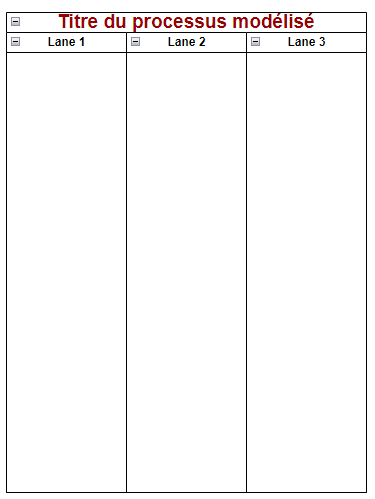 Titre du processus modélisé
Lane 1 Lane 2 Lane 3